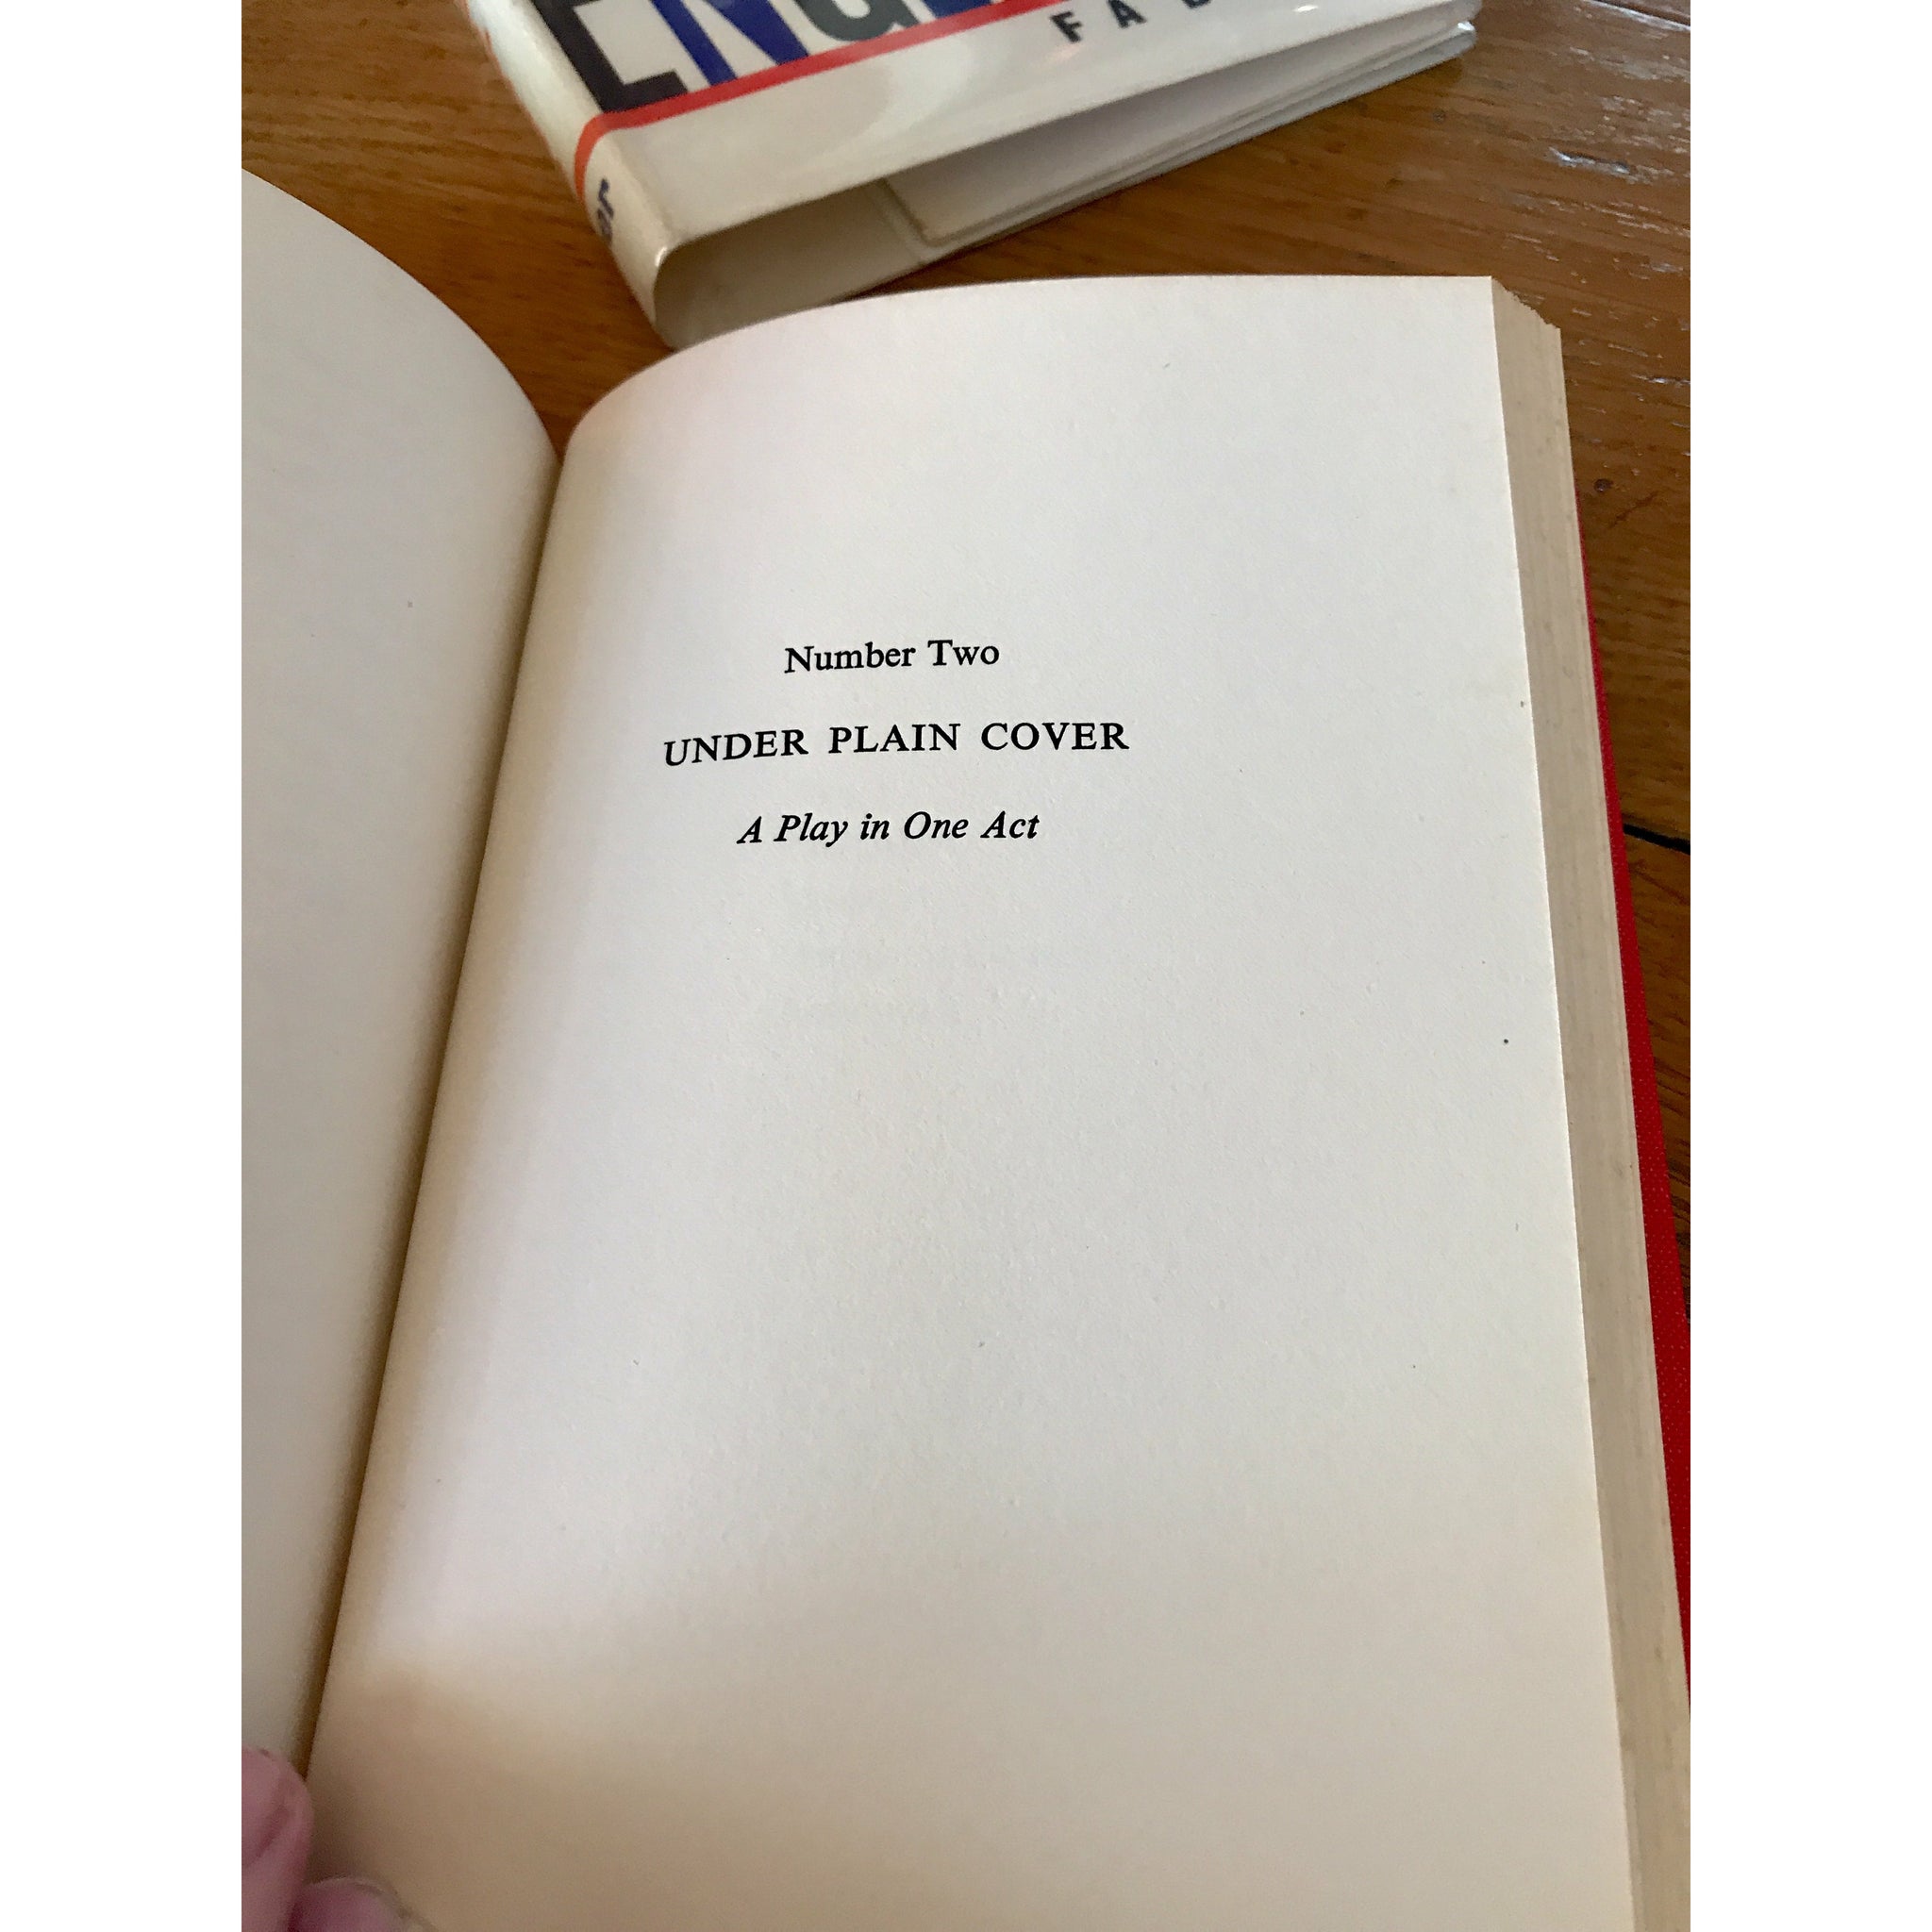 Number Two
UNDER PLAIN COVER
A Play in One Act